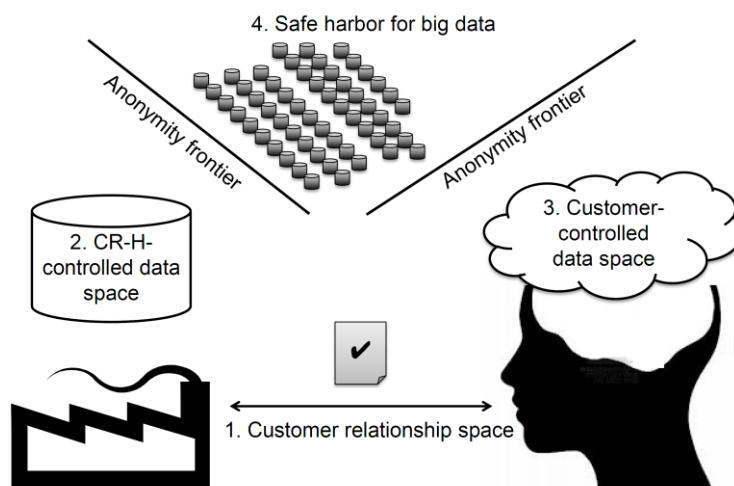 4. Safe harbor for big data
Anonymity frontier
Anonymity frontier
2. CR-H-
controlled data
space
3. Customer-
controlled
data space
✔
1. Customer relationship space